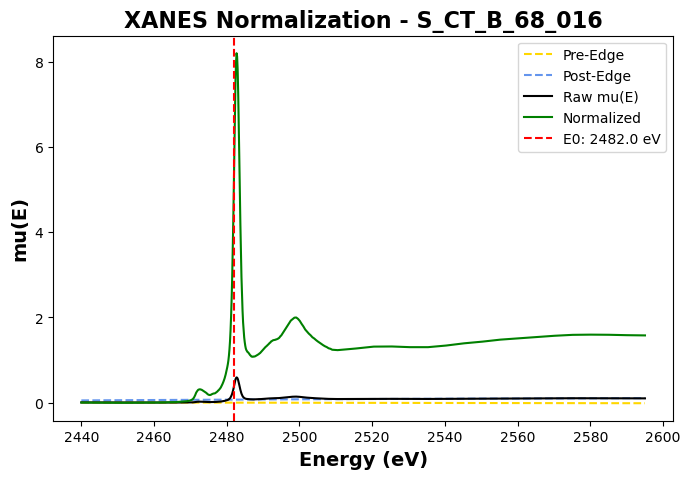 XANES Normalization - S_CT_B_68_016
Pre-Edge
Post-Edge
Raw mu(E)
Normalized
E0: 2482.0 eV
mu(E)
8
6
4
2
0
2440 2460 2480 2500 2520 2540 2560 2580 2600
Energy (eV)